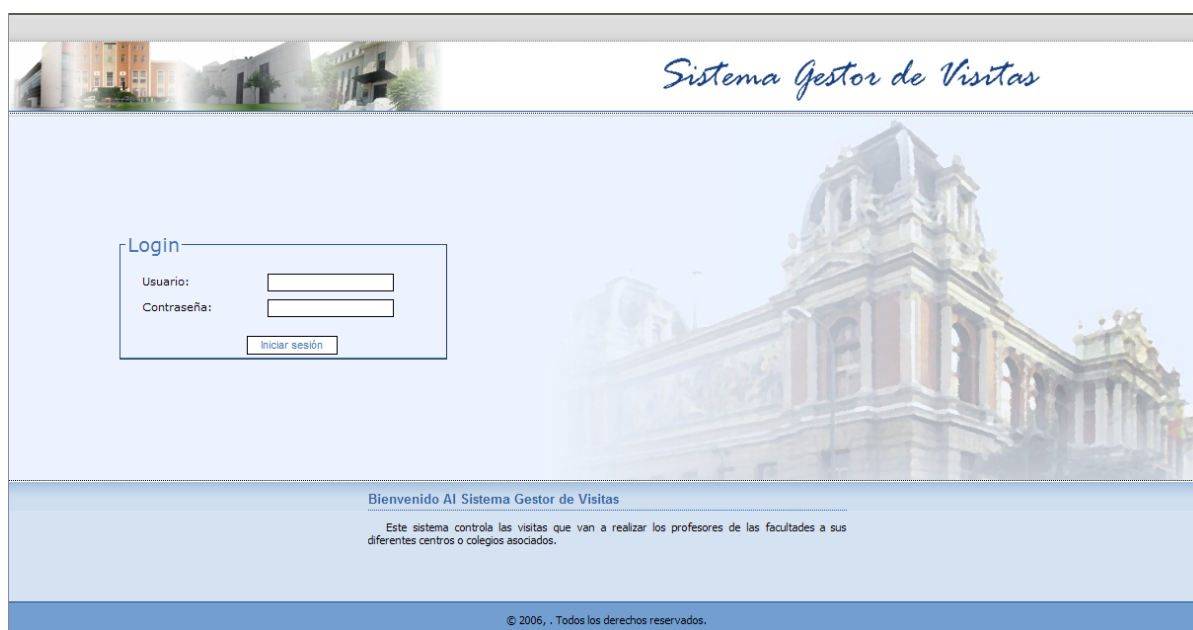 Sistema Gestor de Visitas
Login
Usuario:
Contraseña:
Iniciar sesión
Bienvenido Al Sistema Gestor de Visitas
Este sistema controla las visitas que van a realizar los profesores de las facultades a sus
diferentes centros o colegios asociados.
© 2006, . Todos los derechos reservados.